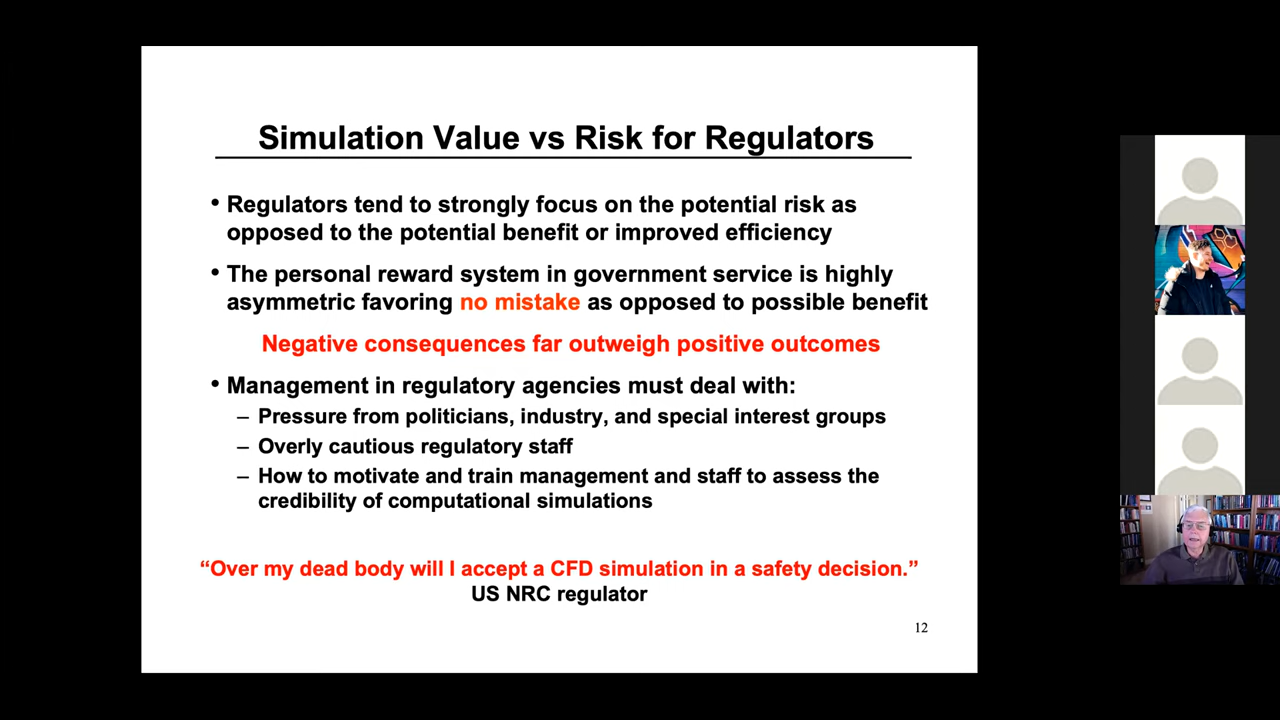 Simulation Value vs Risk for Regulators
• Regulators tend to strongly focus on the potential risk as
opposed to the potential benefit or improved efficiency
• The personal reward system in government service is highly
asymmetric favoring no mistake as opposed to possible benefit
Negative consequences far outweigh positive outcomes
• Management in regulatory agencies must deal with:
– Pressure from politicians, industry, and special interest groups
– Overly cautious regulatory staff
– How to motivate and train management and staff to assess the
credibility of computational simulations
“Over my dead body will I accept a CFD simulation in a safety decision.”
US NRC regulator
12